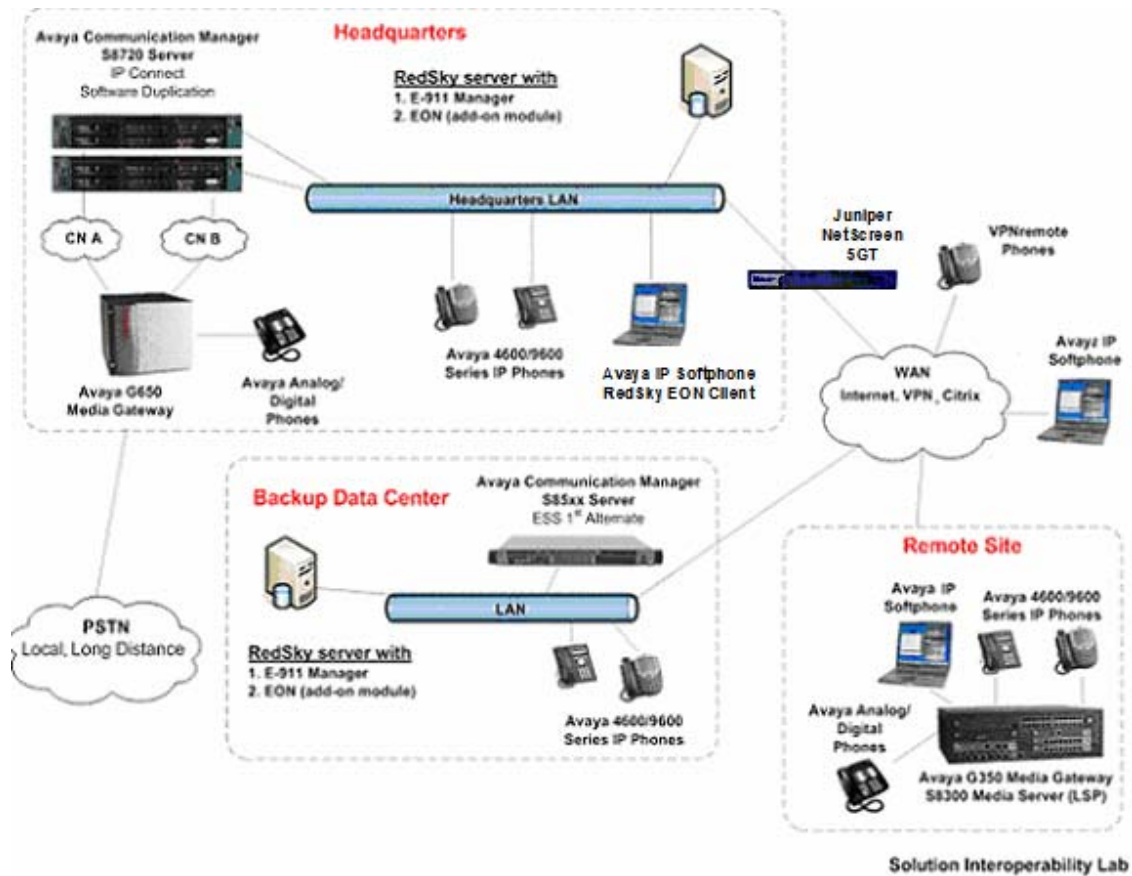 Avaya Communication Manager
S8720 Server
IP Connect
Software Duplication
Headquarters
RedSky server with
1. E-911 Manager
2. EON (add-on module)
Headquarters LAN
CN A
CN B
Juniper
NetScreen
5GT
VPNremote
Phones
Avaya G650
Media Gateway
Avaya Analog/
Digital
Phones
Avaya 4600/9600
Series IP Phones
Avaya IP Softphone
RedSky EON Client
WAN
Internet, VPN, Citrix
Avaya IP
Softphone
Backup Data Center
Avaya Communication Manager
S85xx Server
ESS 1st Alternate
LAN
RedSky server with
1. E-911 Manager
2. EON (add-on module)
Avaya 4600/9600
Series IP Phones
PSTN
Local, Long Distance
Remote Site
Avaya IP
Softphone
Avaya 4600/9600
Series IP Phones
Avaya Analog/
Digital
Phones
Avaya G350 Media Gateway
S8300 Media Server (LSP)
Solution Interoperability Lab